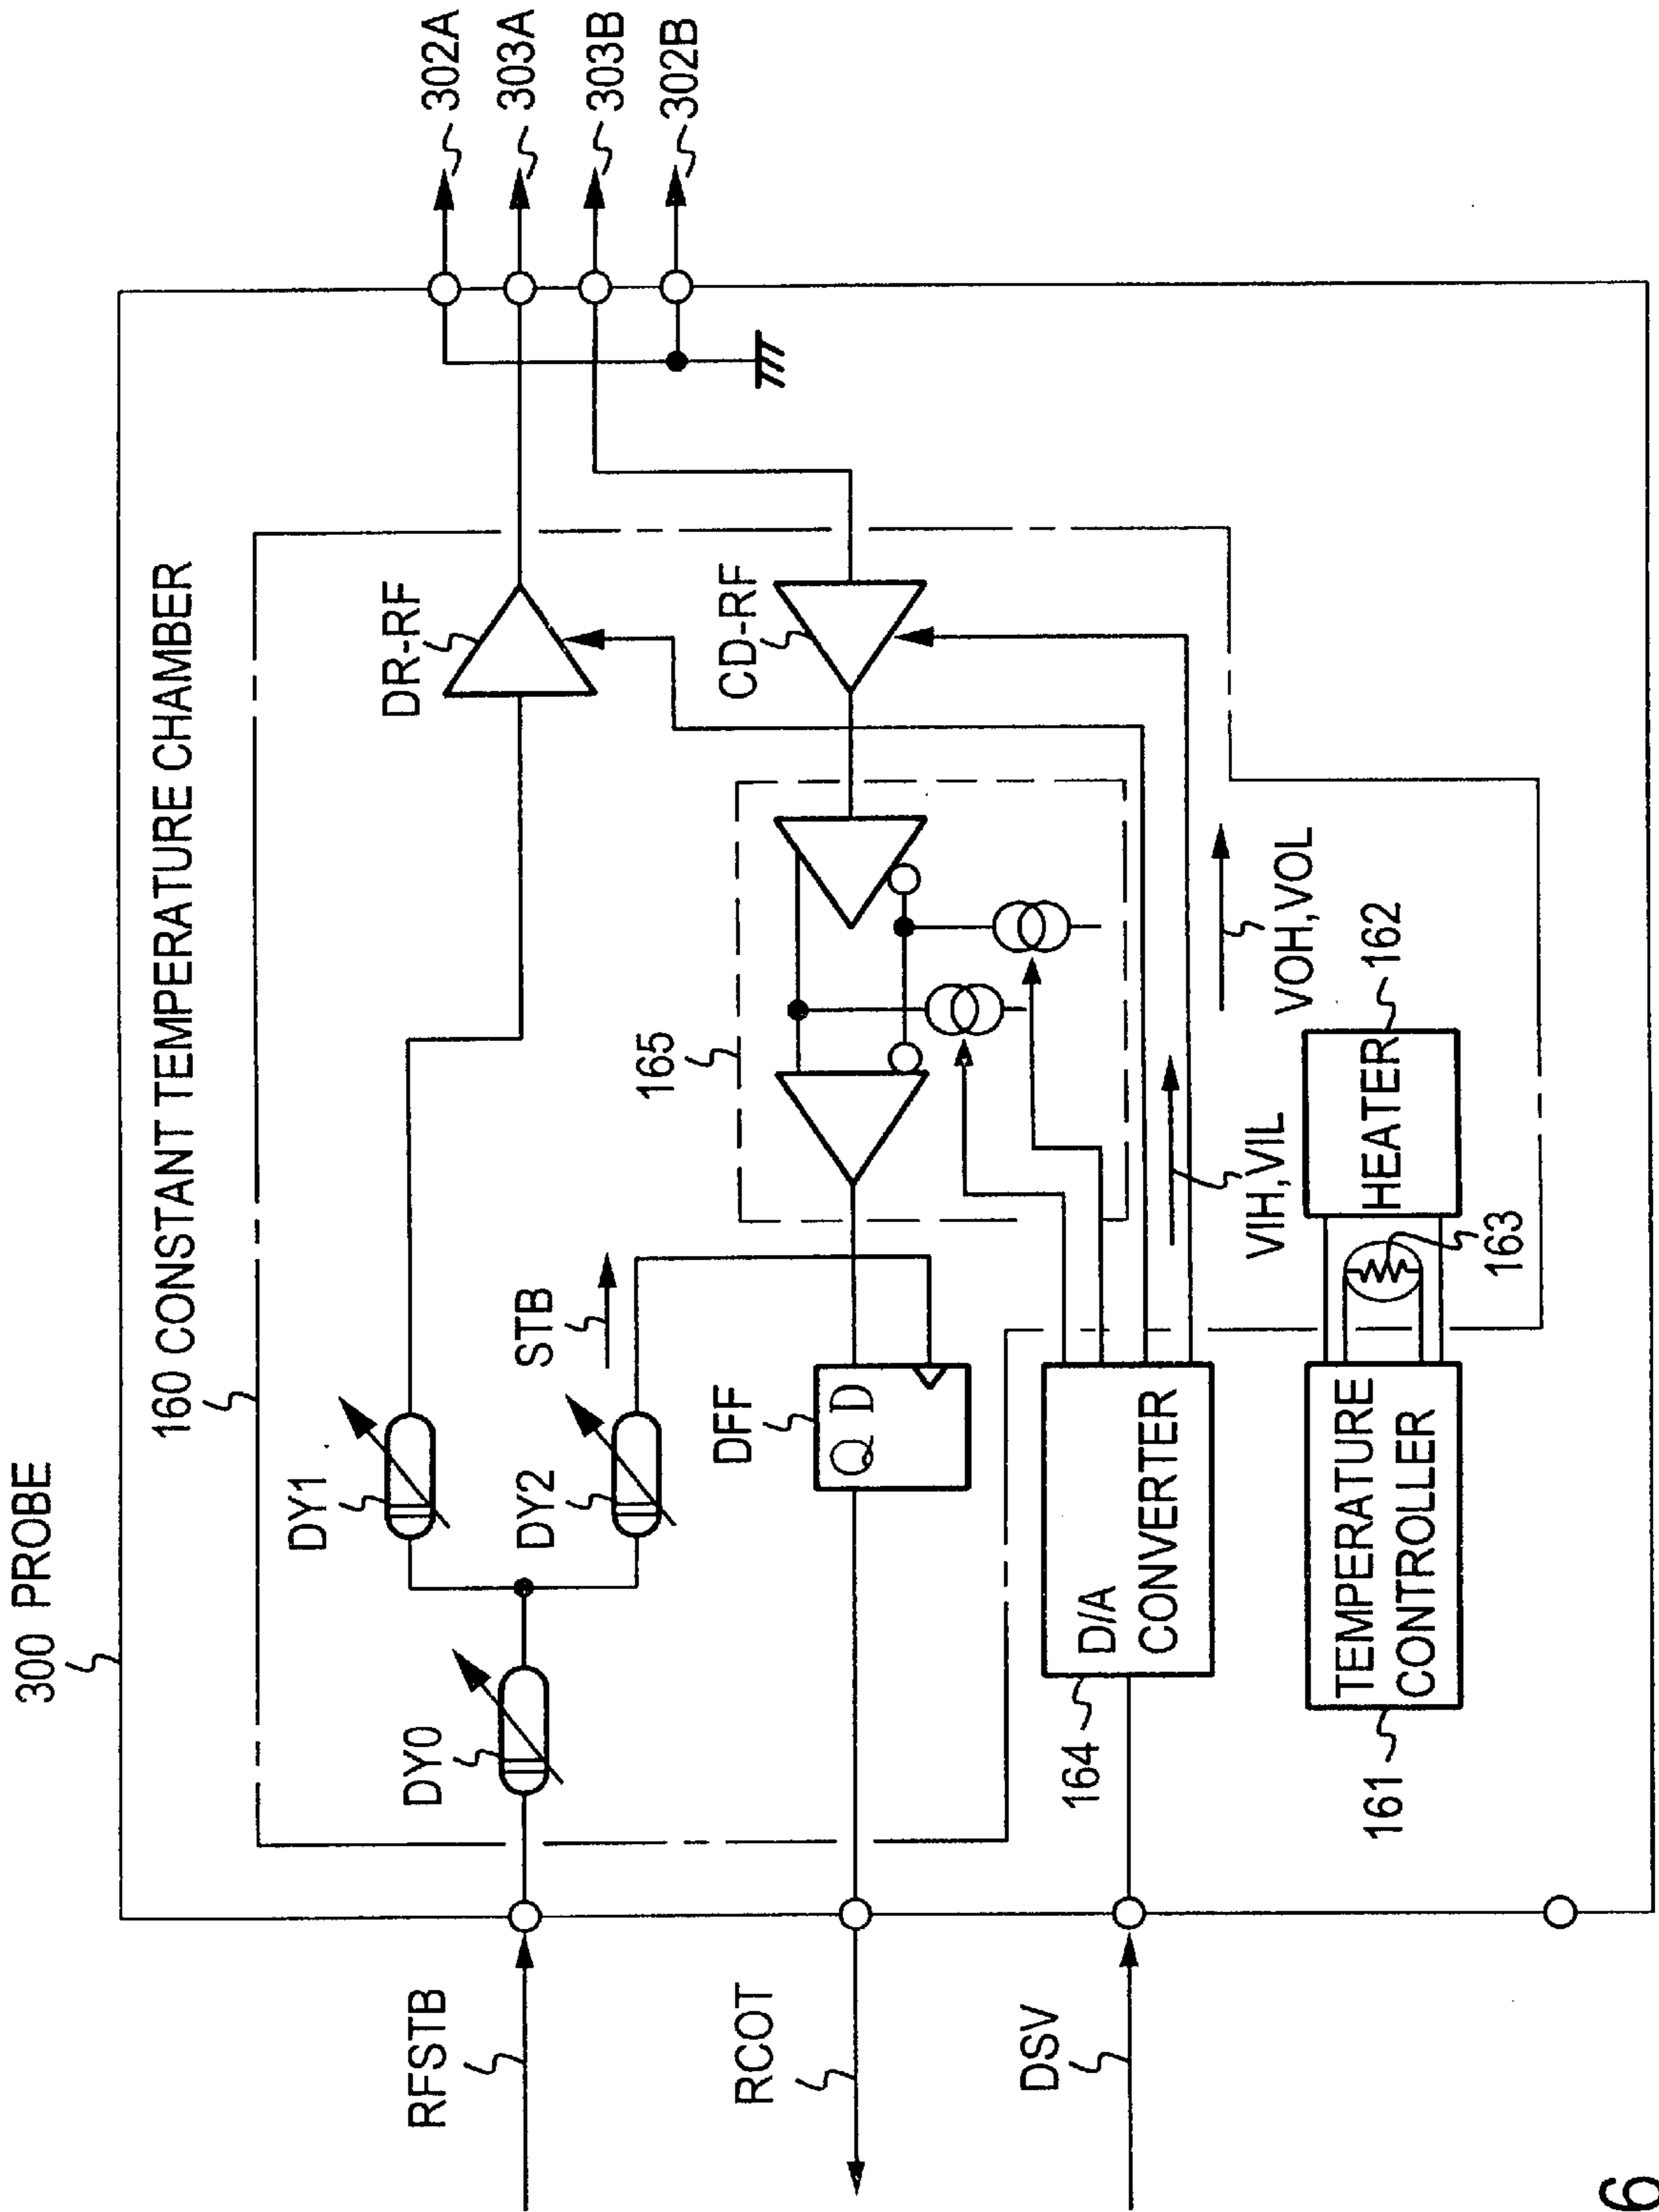 300 PROBE
160 CONSTANT TEMPERATURE CHAMBER
302A
303A
303B
302B
DR-RF
CD-RF
DY1
DY0
DY2
STB
165
DFF
Q D
RFSTB
RCOT
DSV
164
D/A
CONVERTER
VIH,VIL
VOH,VOL
161
TEMPERATURE
CONTROLLER
163
HEATER
162
6